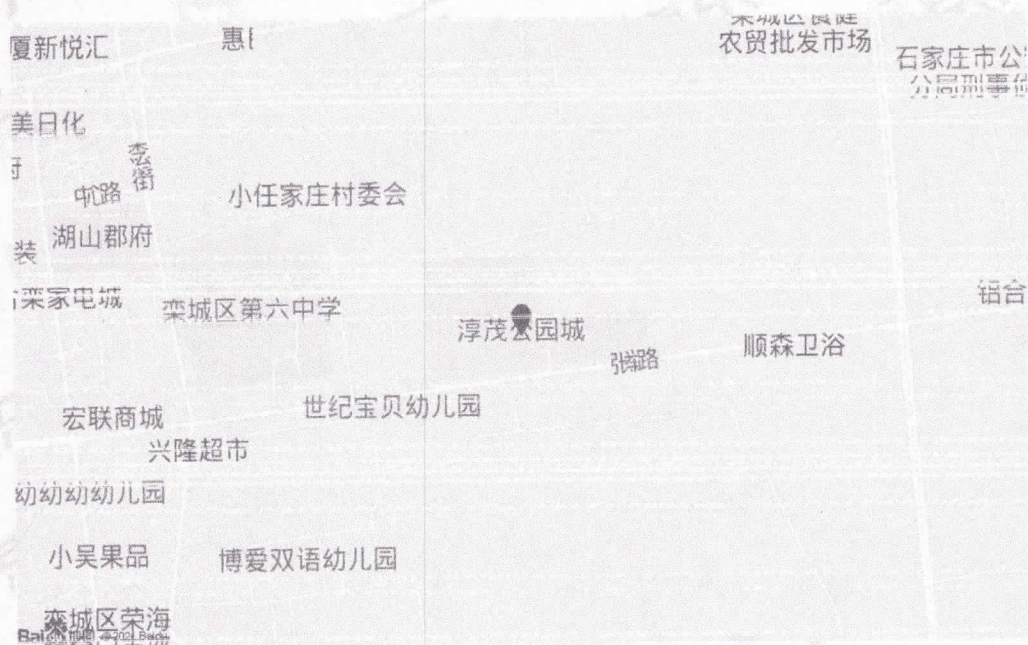 厦新悦汇
惠
农贸批发市场
石家庄市公
美日化
小任家庄村委会
湖山郡府
装
栾家电城
栾城区第六中学
淳茂公园城
顺森卫浴
铝合
世纪宝贝幼儿园
宏联商城
兴隆超市
幼幼幼幼儿园
小吴果品
博爱双语幼儿园
栾城区荣海